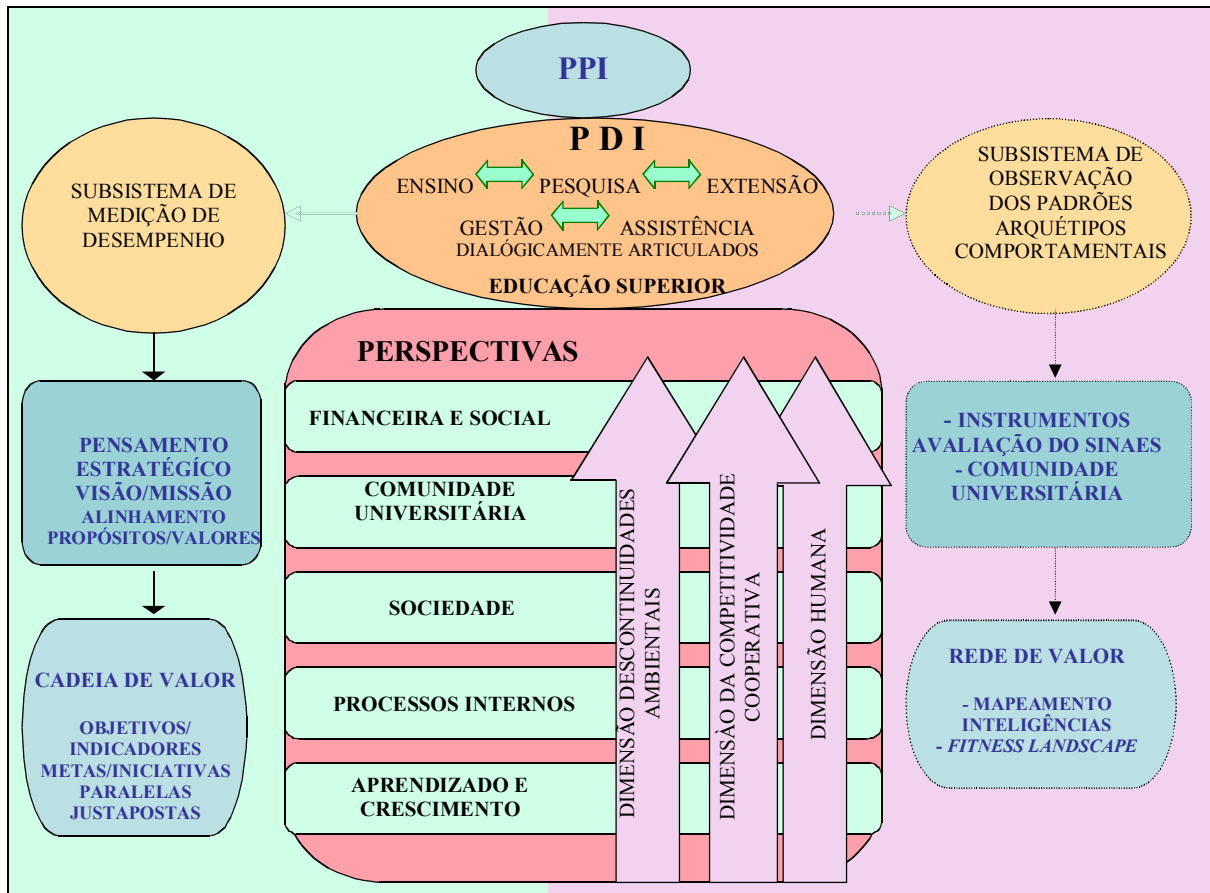 PPI
P D I
ENSINO PESQUISA EXTENSÃO
GESTÃO ASSISTÊNCIA
DIALÓGICAMENTE ARTICULADOS
EDUCAÇÃO SUPERIOR
SUBSISTEMA DE
MEDIÇÃO DE
DESEMPENHO
PENSAMENTO
ESTRATÉGÍCO
VISÃO/MISSÃO
ALINHAMENTO
PROPÓSITOS/VALORES
CADEIA DE VALOR
OBJETIVOS/
INDICADORES
METAS/INICIATIVAS
PARALELAS
JUSTAPOSTAS
PERSPECTIVAS
FINANCEIRA E SOCIAL
COMUNIDADE
UNIVERSITÁRIA
SOCIEDADE
PROCESSOS INTERNOS
APRENDIZADO E
CRESCIMENTO
DIMENSÃO DESCONTINUIDADES
AMBIENTAIS
DIMENSÀO DA COMPETITIVIDADE
COOPERATIVA
DIMENSÃO HUMANA
SUBSISTEMA DE
OBSERVAÇÃO
DOS PADRÕES
ARQUÉTIPOS
COMPORTAMENTAIS
- INSTRUMENTOS
AVALIAÇÃO DO SINAES
- COMUNIDADE
UNIVERSITÁRIA
REDE DE VALOR
- MAPEAMENTO
INTELIGÊNCIAS
- FITNESS LANDSCAPE